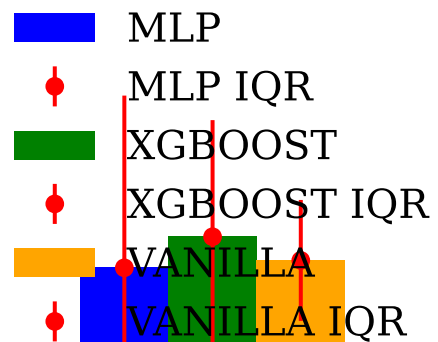 MLP
MLP IQR
XGBOOST
XGBOOST IQR
VANILLA
VANILLA IQR